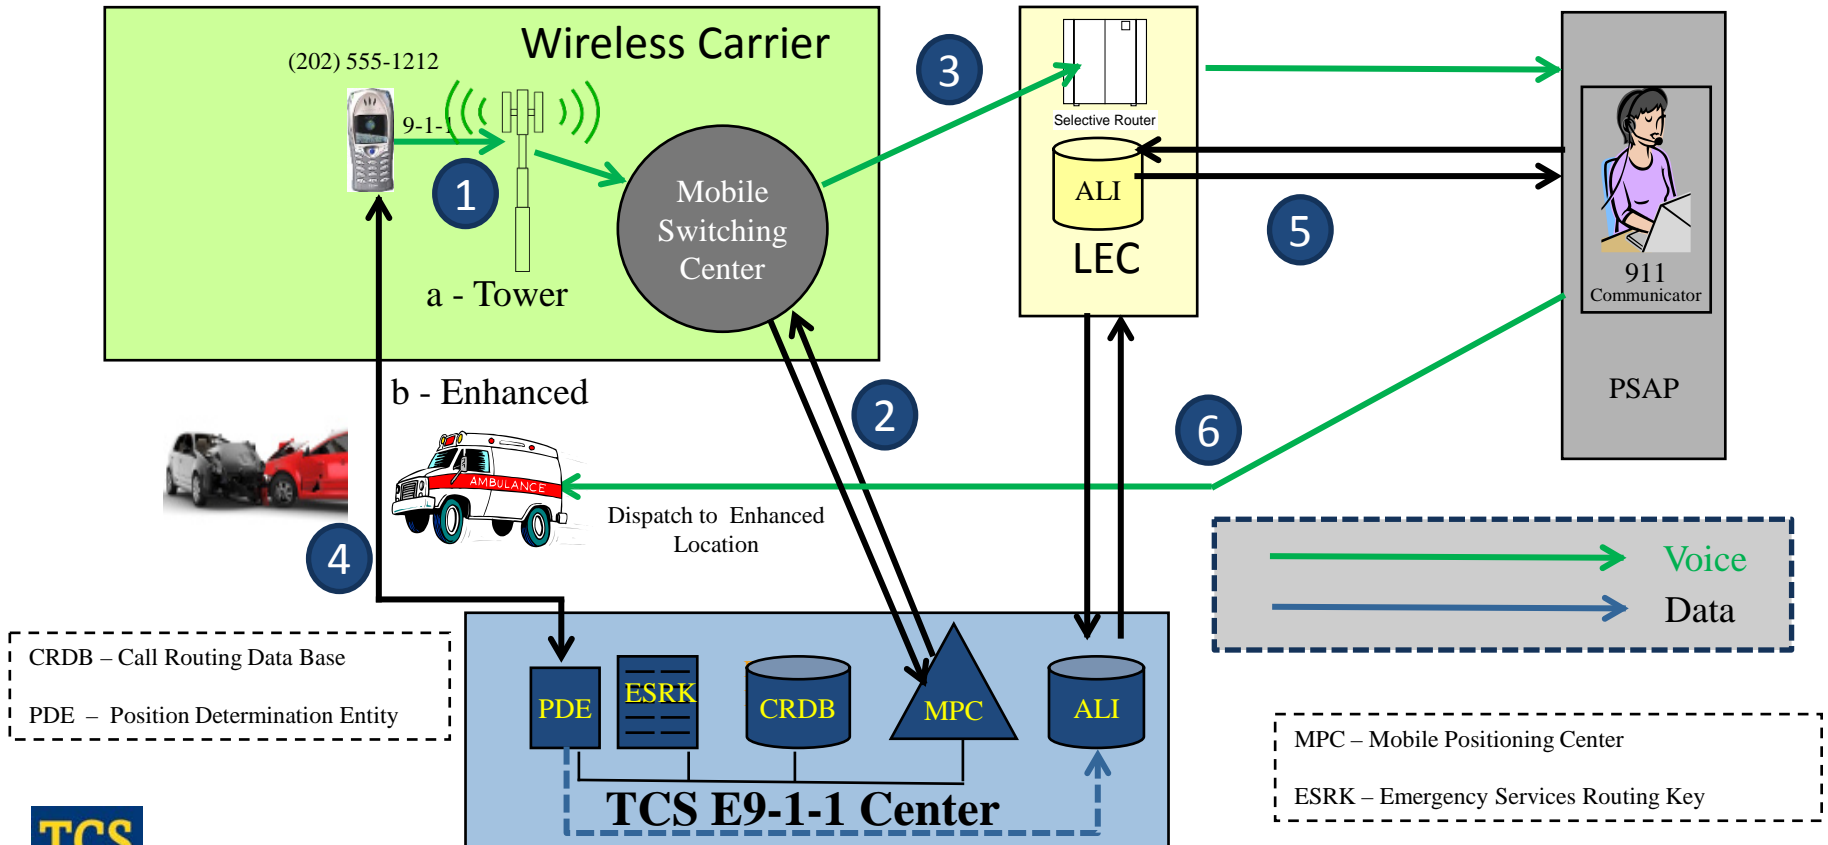 Wireless Carrier
(202) 555-1212
9-1-1
1
a - Tower
Mobile
Switching
Center
3
Selective Router
ALI
LEC
5
911
Communicator
PSAP
b - Enhanced
2
6
AMBULANCE
Dispatch to Enhanced
Location
4
Voice
Data
CRDB – Call Routing Data Base
PDE – Position Determination Entity
PDE
ESRK
CRDB
MPC
ALI
TCS E9-1-1 Center
MPC – Mobile Positioning Center
ESRK – Emergency Services Routing Key
TCS